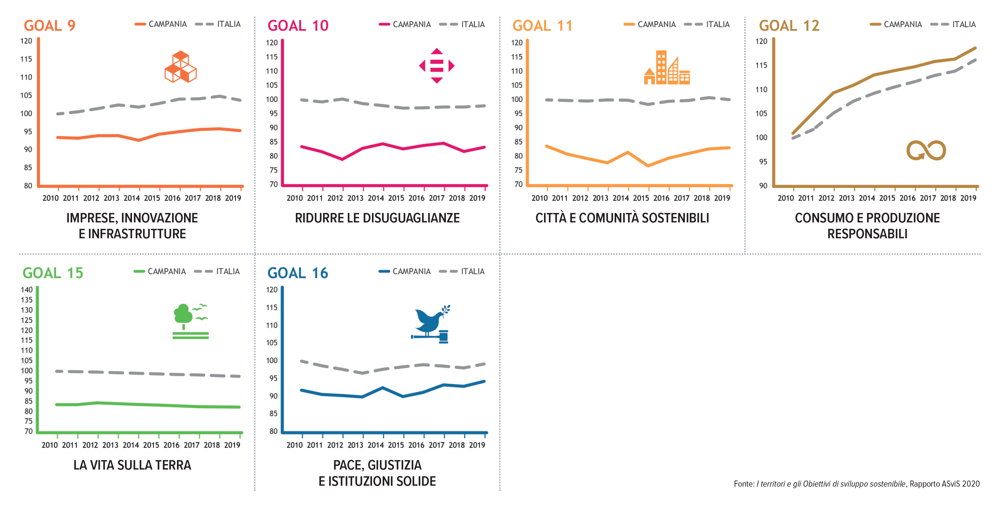 GOAL 9
CAMPANIA ITALIA
120
115
110
105
100
95
90
85
80
2010 2011 2012 2013 2014 2015 2016 2017 2018 2019
IMPRESE, INNOVAZIONE
E INFRASTRUTTURE
GOAL 10
CAMPANIA ITALIA
120
115
110
105
100
95
90
85
80
75
70
2010 2011 2012 2013 2014 2015 2016 2017 2018 2019
RIDURRE LE DISUGUAGLIANZE
GOAL 11
CAMPANIA ITALIA
120
115
110
105
100
95
90
85
80
75
70
2010 2011 2012 2013 2014 2015 2016 2017 2018 2019
CITTÀ E COMUNITÀ SOSTENIBILI
GOAL 12
CAMPANIA ITALIA
120
115
110
105
100
95
90
2010 2011 2012 2013 2014 2015 2016 2017 2018 2019
CONSUMO E PRODUZIONE
RESPONSABILI
GOAL 15
CAMPANIA ITALIA
140
135
130
125
120
115
110
105
100
95
90
85
80
75
70
2010 2011 2012 2013 2014 2015 2016 2017 2018 2019
LA VITA SULLA TERRA
GOAL 16
CAMPANIA ITALIA
120
115
110
105
100
95
90
85
80
2010 2011 2012 2013 2014 2015 2016 2017 2018 2019
PACE, GIUSTIZIA
E ISTITUZIONI SOLIDE
Fonte: I territori e gli Obiettivi di sviluppo sostenibile, Rapporto ASviS 2020